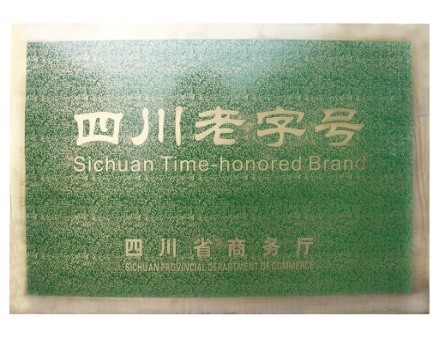 四川老字号
Sichuan Time-honored Brand
四川省商务厅
SICHUAN PROVINCIAL DEPARTMENT OF COMMERCE